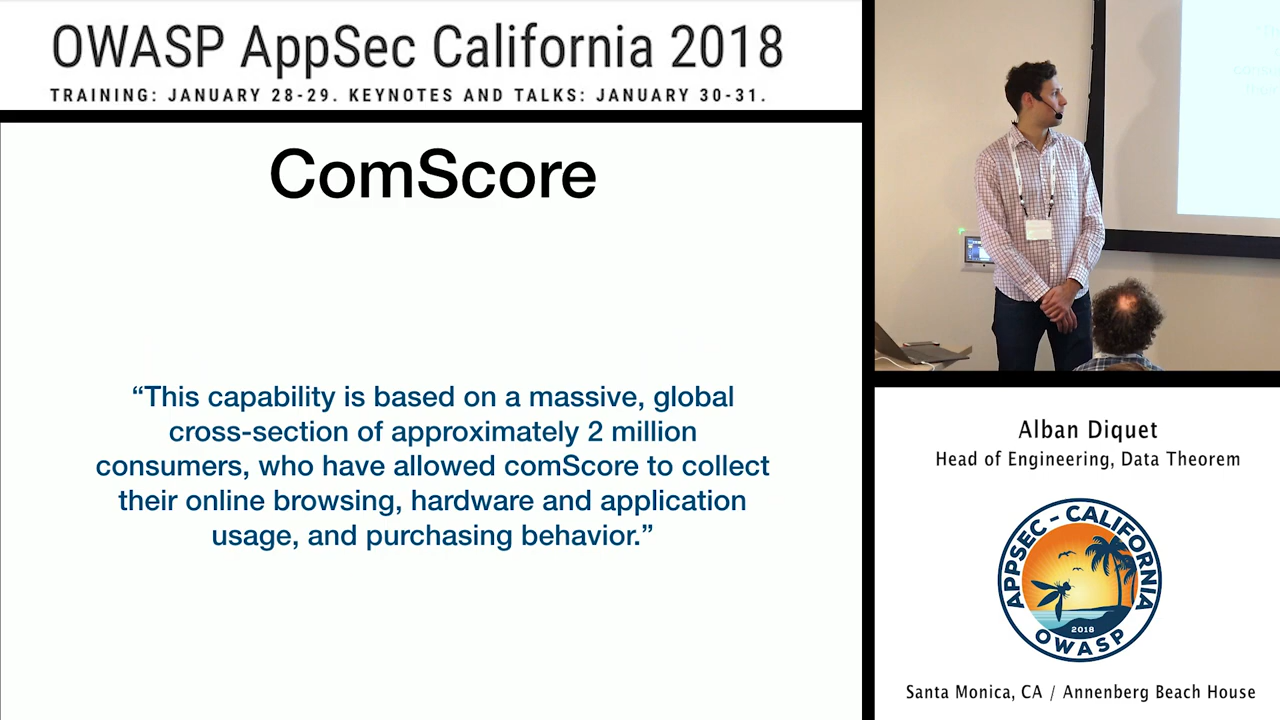 OWASP AppSec California 2018
TRAINING: JANUARY 28-29. KEYNOTES AND TALKS: JANUARY 30-31.
ComScore
“This capability is based on a massive, global
cross-section of approximately 2 million
consumers, who have allowed comScore to collect
their online browsing, hardware and application
usage, and purchasing behavior.”
Alban Diquet
Head of Engineering, Data Theorem
APPSEC - CALIFORNIA
2018
OWASP
Santa Monica, CA / Annenberg Beach House